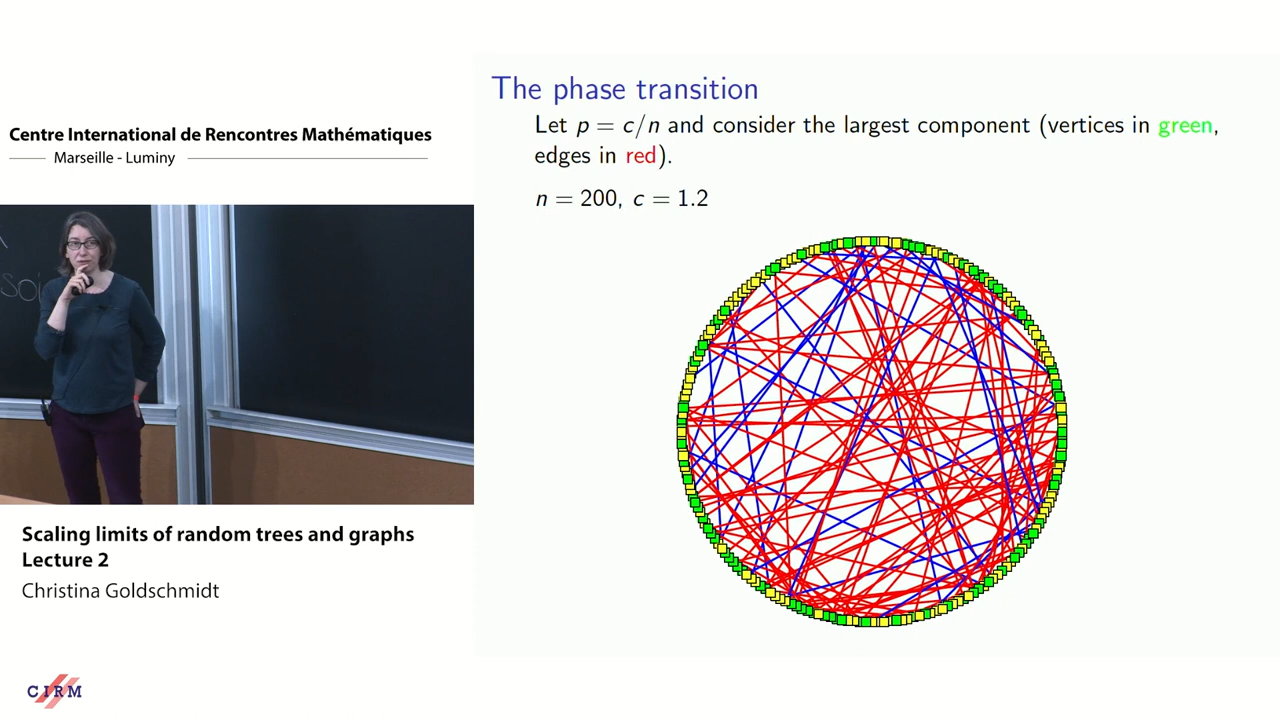 Centre International de Rencontres Mathématiques
Marseille - Luminy
The phase transition
Let p = c/n and consider the largest component (vertices in green,
edges in red).
n = 200, c = 1.2
Scaling limits of random trees and graphs
Lecture 2
Christina Goldschmidt
CIRM